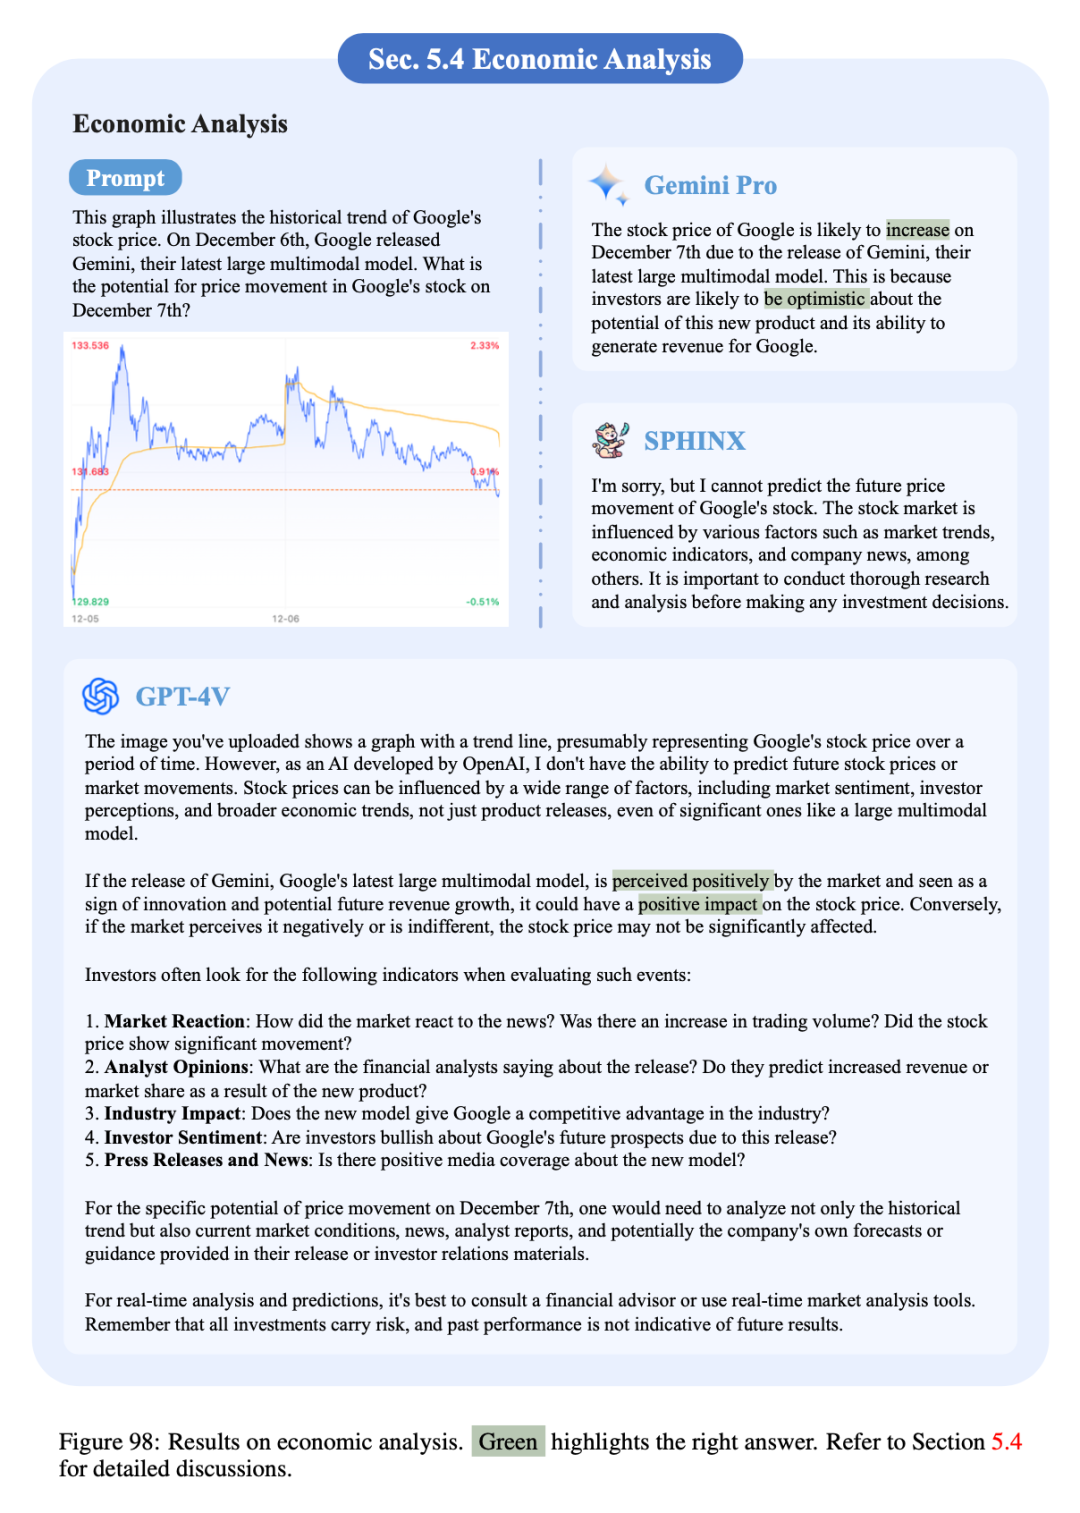 Sec. 5.4 Economic Analysis
Economic Analysis
Prompt
This graph illustrates the historical trend of Google's
stock price. On December 6th, Google released
Gemini, their latest large multimodal model. What is
the potential for price movement in Google's stock on
December 7th?
133.536
2.33%
131.683
0.91%
129.829
-0.51%
12-05
12-06
Gemini Pro
The stock price of Google is likely to increase on
December 7th due to the release of Gemini, their
latest large multimodal model. This is because
investors are likely to be optimistic about the
potential of this new product and its ability to
generate revenue for Google.
SPHINX
I'm sorry, but I cannot predict the future price
movement of Google's stock. The stock market is
influenced by various factors such as market trends,
economic indicators, and company news, among
others. It is important to conduct thorough research
and analysis before making any investment decisions.
GPT-4V
The image you've uploaded shows a graph with a trend line, presumably representing Google's stock price over a
period of time. However, as an AI developed by OpenAI, I don't have the ability to predict future stock prices or
market movements. Stock prices can be influenced by a wide range of factors, including market sentiment, investor
perceptions, and broader economic trends, not just product releases, even of significant ones like a large multimodal
model.
If the release of Gemini, Google's latest large multimodal model, is perceived positively by the market and seen as a
sign of innovation and potential future revenue growth, it could have a positive impact on the stock price. Conversely,
if the market perceives it negatively or is indifferent, the stock price may not be significantly affected.
Investors often look for the following indicators when evaluating such events:
1. Market Reaction: How did the market react to the news? Was there an increase in trading volume? Did the stock
price show significant movement?
2. Analyst Opinions: What are the financial analysts saying about the release? Do they predict increased revenue or
market share as a result of the new product?
3. Industry Impact: Does the new model give Google a competitive advantage in the industry?
4. Investor Sentiment: Are investors bullish about Google's future prospects due to this release?
5. Press Releases and News: Is there positive media coverage about the new model?
For the specific potential of price movement on December 7th, one would need to analyze not only the historical
trend but also current market conditions, news, analyst reports, and potentially the company's own forecasts or
guidance provided in their release or investor relations materials.
For real-time analysis and predictions, it's best to consult a financial advisor or use real-time market analysis tools.
Remember that all investments carry risk, and past performance is not indicative of future results.
Figure 98: Results on economic analysis. Green highlights the right answer. Refer to Section 5.4
for detailed discussions.